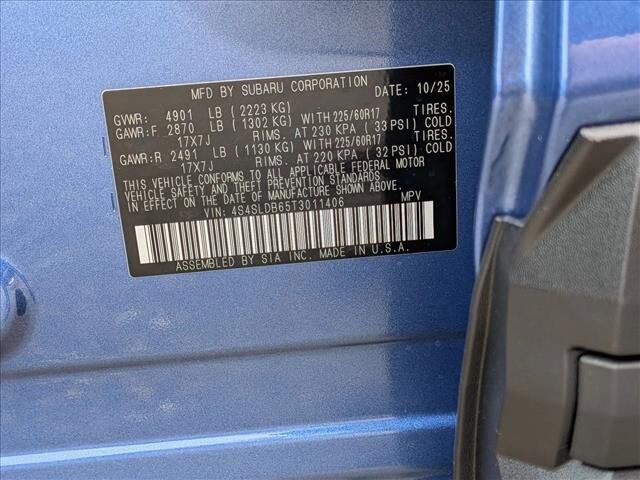 MFD BY SUBARU CORPORATION DATE: 10/25
GVWR: 4901 LB ( 2223 KG)
GAWR:F 2870 LB ( 1302 KG) WITH 225/60R17 TIRES.
17X7J RIMS. AT 230 KPA ( 33 PSI) COLD
GAWR:R 2491 LB ( 1130 KG) WITH 225/60R17 TIRES.
17X7J RIMS. AT 220 KPA ( 32 PSI) COLD
THIS VEHICLE CONFORMS TO ALL APPLICABLE FEDERAL MOTOR
VEHICLE SAFETY AND THEFT PREVENTION STANDARDS
IN EFFECT ON THE DATE OF MANUFACTURE SHOWN ABOVE.
VIN: 4S4SLDB65T3011406 MPV
ASSEMBLED BY SIA INC. MADE IN U.S.A.